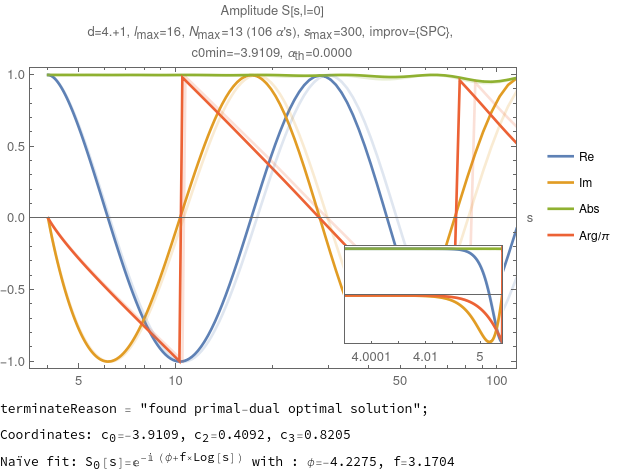 Amplitude S[s,l=0]
d=4.+1, lmax=16, Nmax=13 (106 α's), smax=300, improv={SPC},
c0min=−3.9109, αth=0.0000
1.0
0.5
0.0
−0.5
−1.0
s
Re
Im
Abs
Arg/π
4.0001 4.01 5
5 10 50 100
terminateReason = "found primal-dual optimal solution";
Coordinates: c0=-3.9109, c2=0.4092, c3=0.8205
Naïve fit: S0[s]=e^-i (ϕ+f×Log[s]) with : ϕ=-4.2275, f=3.1704